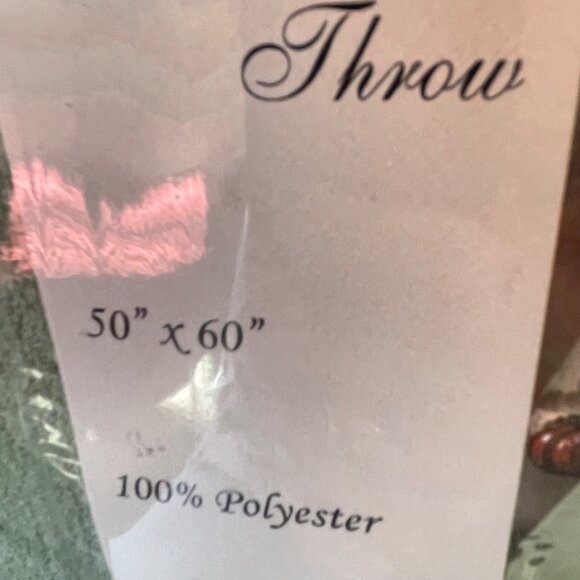 Throw
50” x 60”
100% Polyester